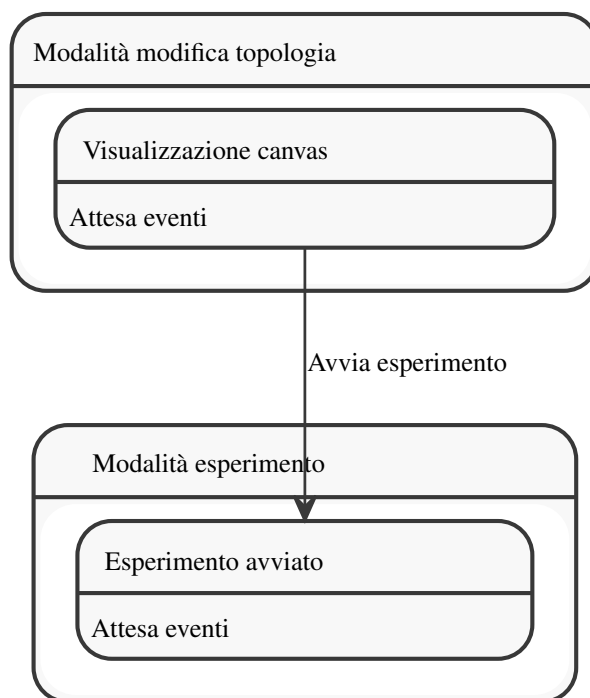 Modalità modifica topologia
Visualizzazione canvas
Attesa eventi
Avvia esperimento
Modalità esperimento
Esperimento avviato
Attesa eventi